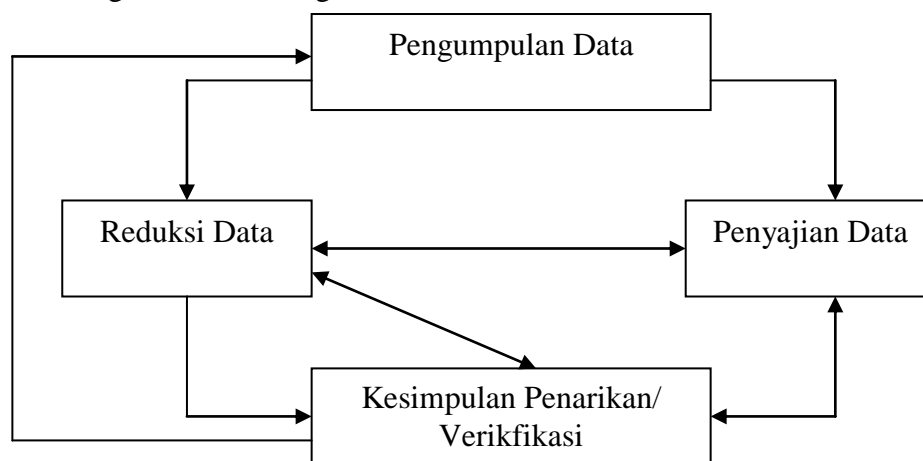 Pengumpulan Data
Reduksi Data
Penyajian Data
Kesimpulan Penarikan/
Verikfikasi